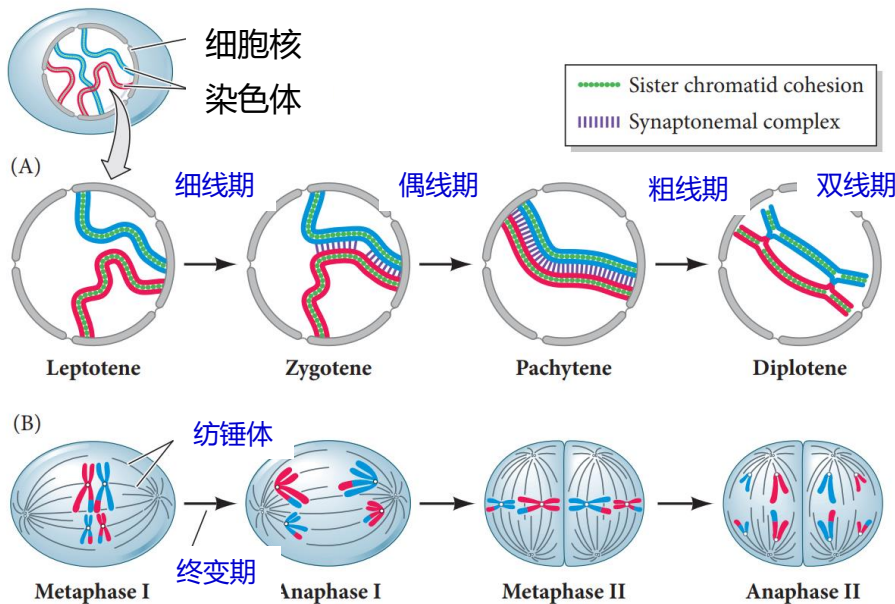 细胞核
染色体
Sister chromatid cohesion
Synaptonemal complex
(A)
细线期
偶线期
粗线期
双线期
Leptotene
Zygotene
Pachytene
Diplotene
(B)
纺锤体
终变期
Metaphase I
Anaphase I
Metaphase II
Anaphase II